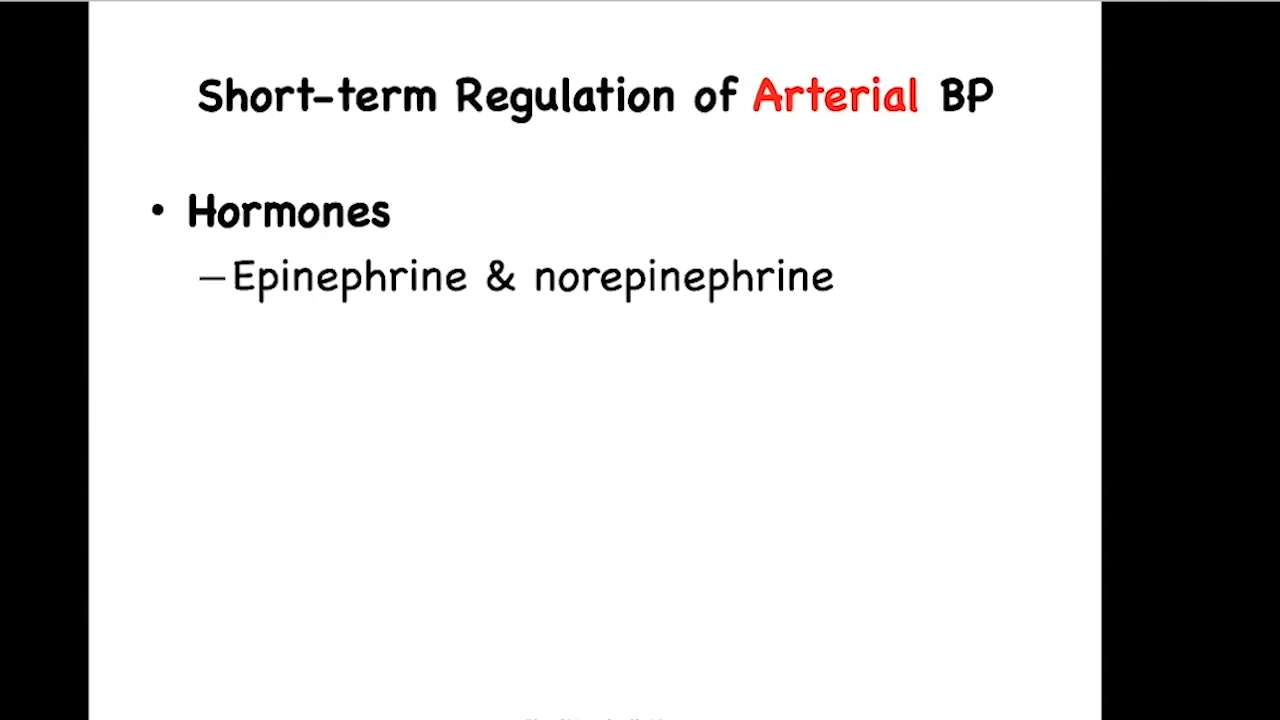 Short-term Regulation of Arterial BP
• Hormones
– Epinephrine & norepinephrine